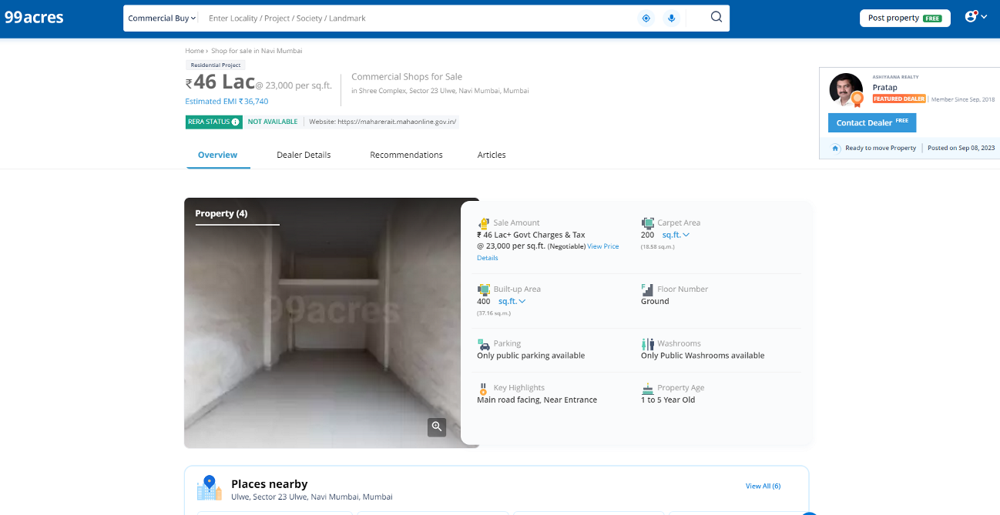 99acres
Commercial Buy
Enter Locality / Project / Society / Landmark
Post property FREE
Home › Shop for sale in Navi Mumbai
Residential Project
₹46 Lac @ 23,000 per sq.ft.
Estimated EMI ₹36,740
Commercial Shops for Sale
in Shree Complex, Sector 23 Ulwe, Navi Mumbai, Mumbai
RERA STATUS i NOT AVAILABLE Website: https://maharerait.mahaonline.gov.in/
ASHIYAANA REALTY
Pratap
FEATURED DEALER Member Since Sep, 2018
Contact Dealer FREE
Ready to move Property Posted on Sep 08, 2023
Overview Dealer Details Recommendations Articles
Property (4)
99acres
Sale Amount
₹ 46 Lac+ Govt Charges & Tax
@ 23,000 per sq.ft. (Negotiable) View Price
Details
Carpet Area
200 sq.ft.
(18.58 sq.m.)
Built-up Area
400 sq.ft.
(37.16 sq.m.)
Floor Number
Ground
Parking
Only public parking available
Washrooms
Only Public Washrooms available
Key Highlights
Main road facing, Near Entrance
Property Age
1 to 5 Year Old
Places nearby
Ulwe, Sector 23 Ulwe, Navi Mumbai, Mumbai
View All (6)